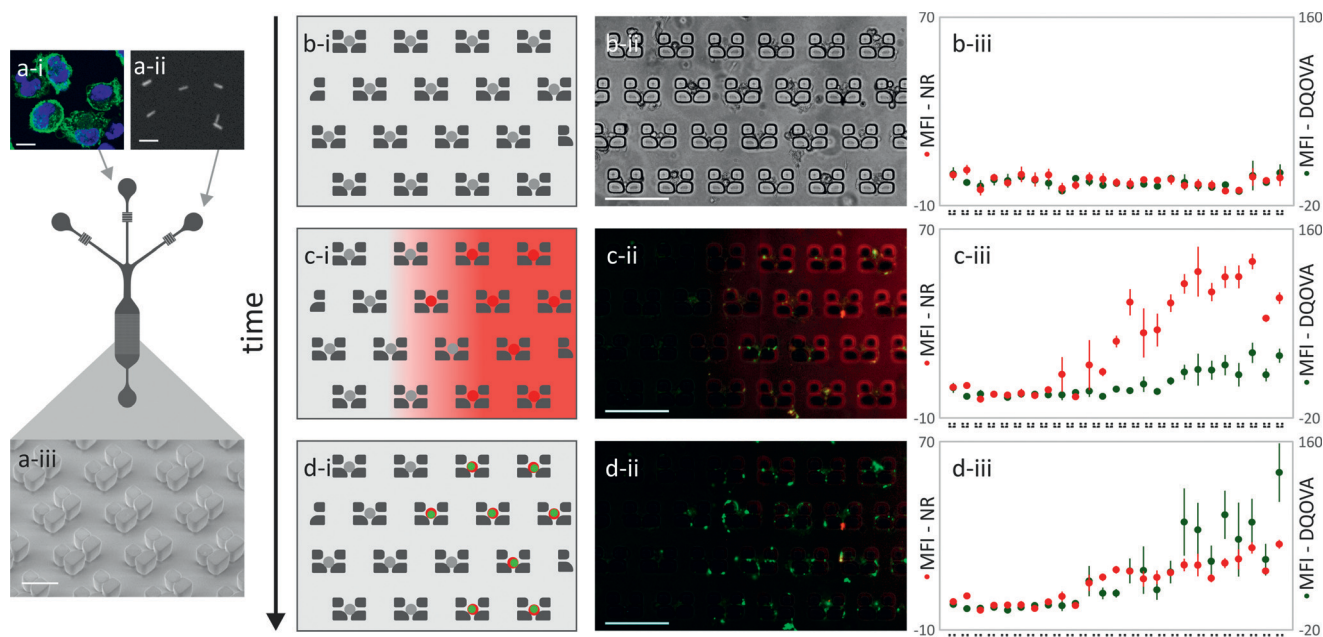 a-i
a-ii
a-iii
time
b-i
b-ii
b-iii
70
-10
MFI - NR
160
-20
MFI - DQOVA
c-i
c-ii
c-iii
70
-10
MFI - NR
160
-20
MFI - DQOVA
d-i
d-ii
d-iii
70
-10
MFI - NR
160
-20
MFI - DQOVA